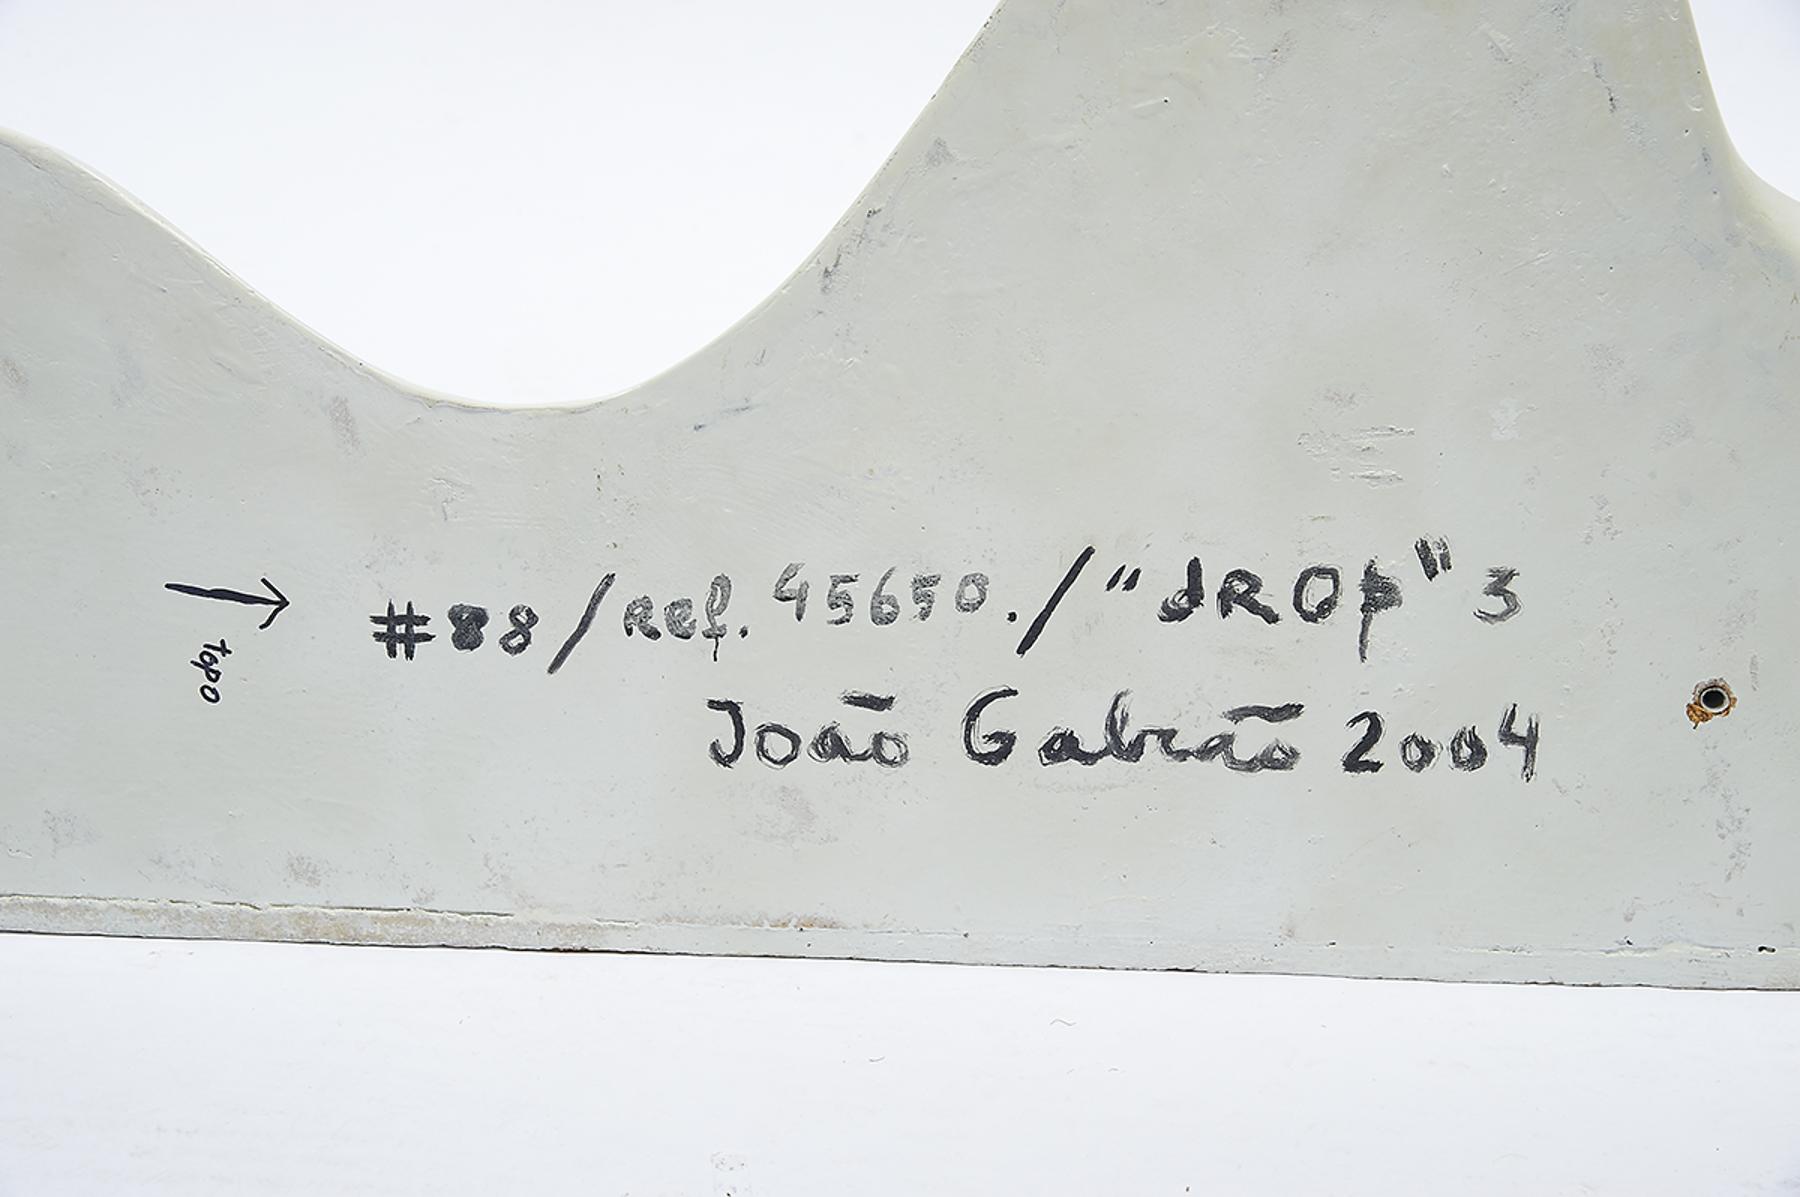 #88/Ref. 45650./"dROp" 3
João Galvão 2004
topo